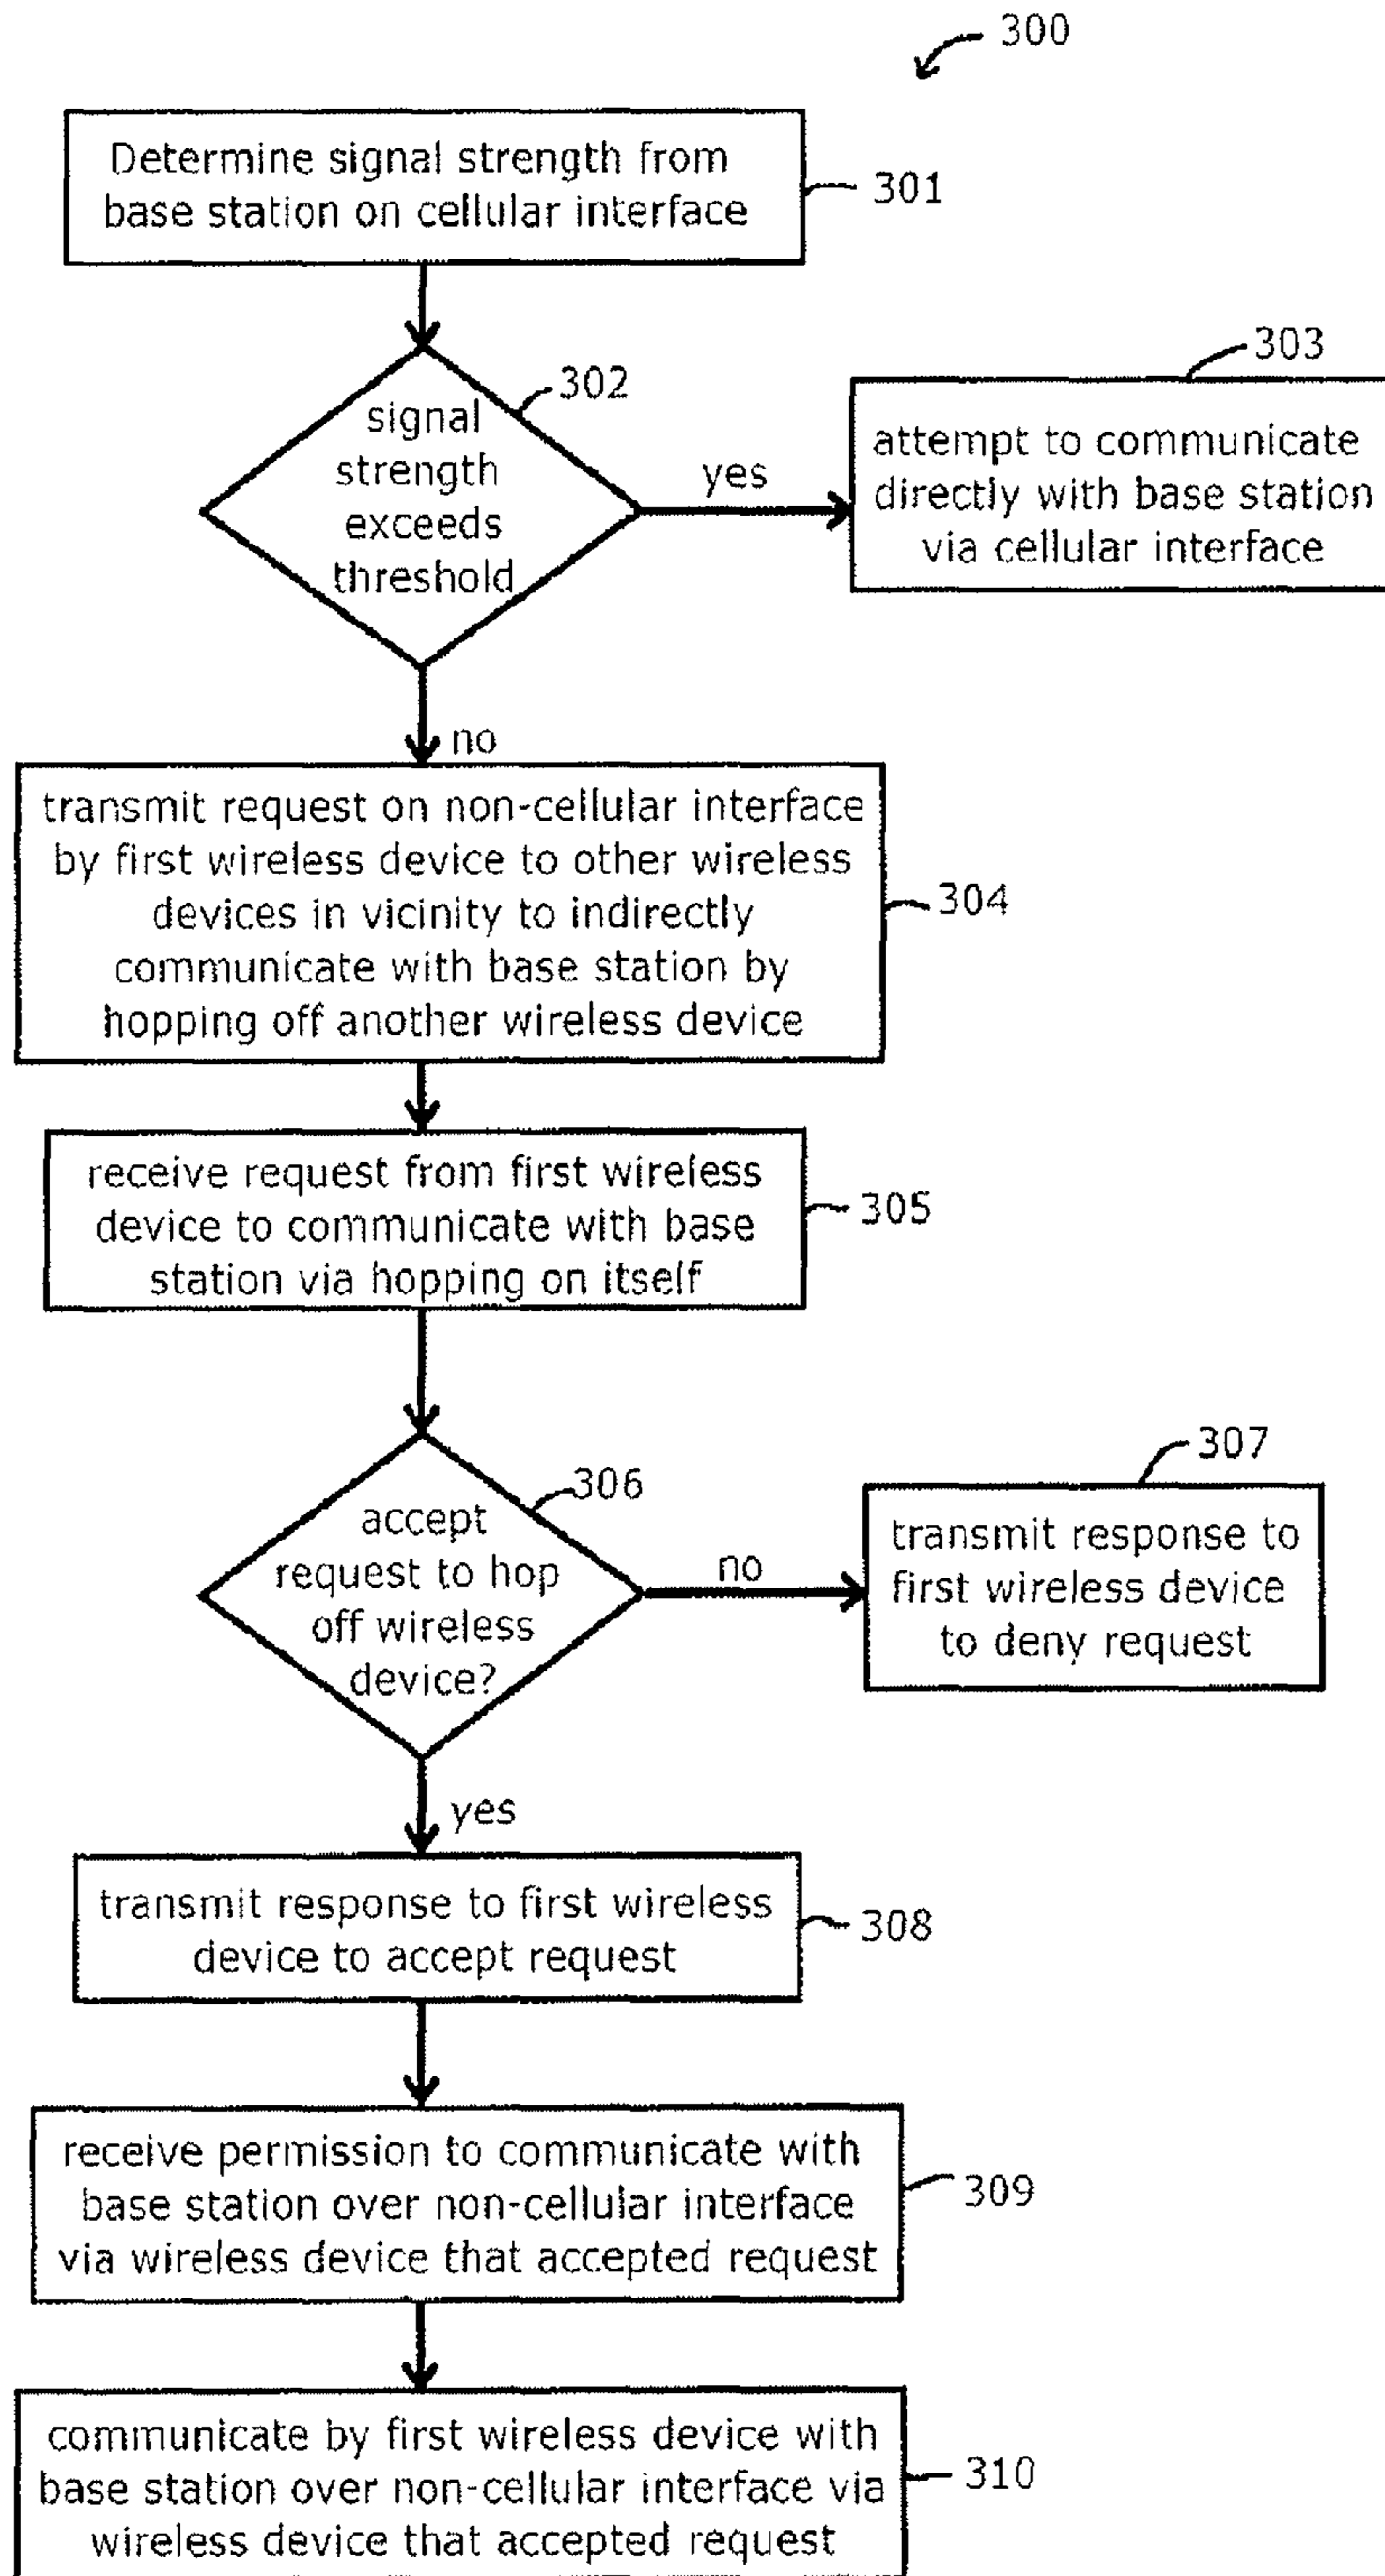 300
Determine signal strength from
base station on cellular interface
301
302
signal
strength
exceeds
threshold
yes
303
attempt to communicate
directly with base station
via cellular interface
no
transmit request on non-cellular interface
by first wireless device to other wireless
devices in vicinity to indirectly
communicate with base station by
hopping off another wireless device
304
receive request from first wireless
device to communicate with base
station via hopping on itself
305
306
accept
request to hop
off wireless
device?
no
307
transmit response to
first wireless device
to deny request
yes
transmit response to first wireless
device to accept request
308
receive permission to communicate with
base station over non-cellular interface
via wireless device that accepted request
309
communicate by first wireless device with
base station over non-cellular interface via
wireless device that accepted request
310